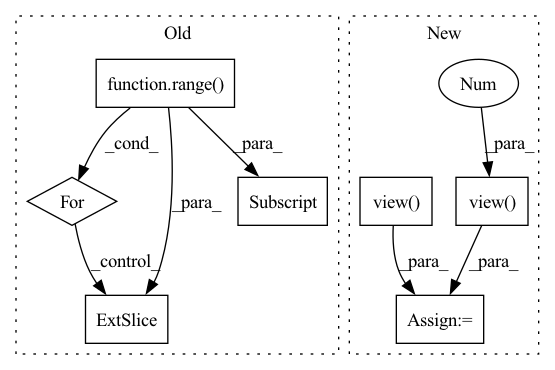 Old
New
function.range()
Num
_cond_
_para_
_para_
_para_
For
Subscript
view()
view()
_control_
_para_
_para_
ExtSlice
Assign:=